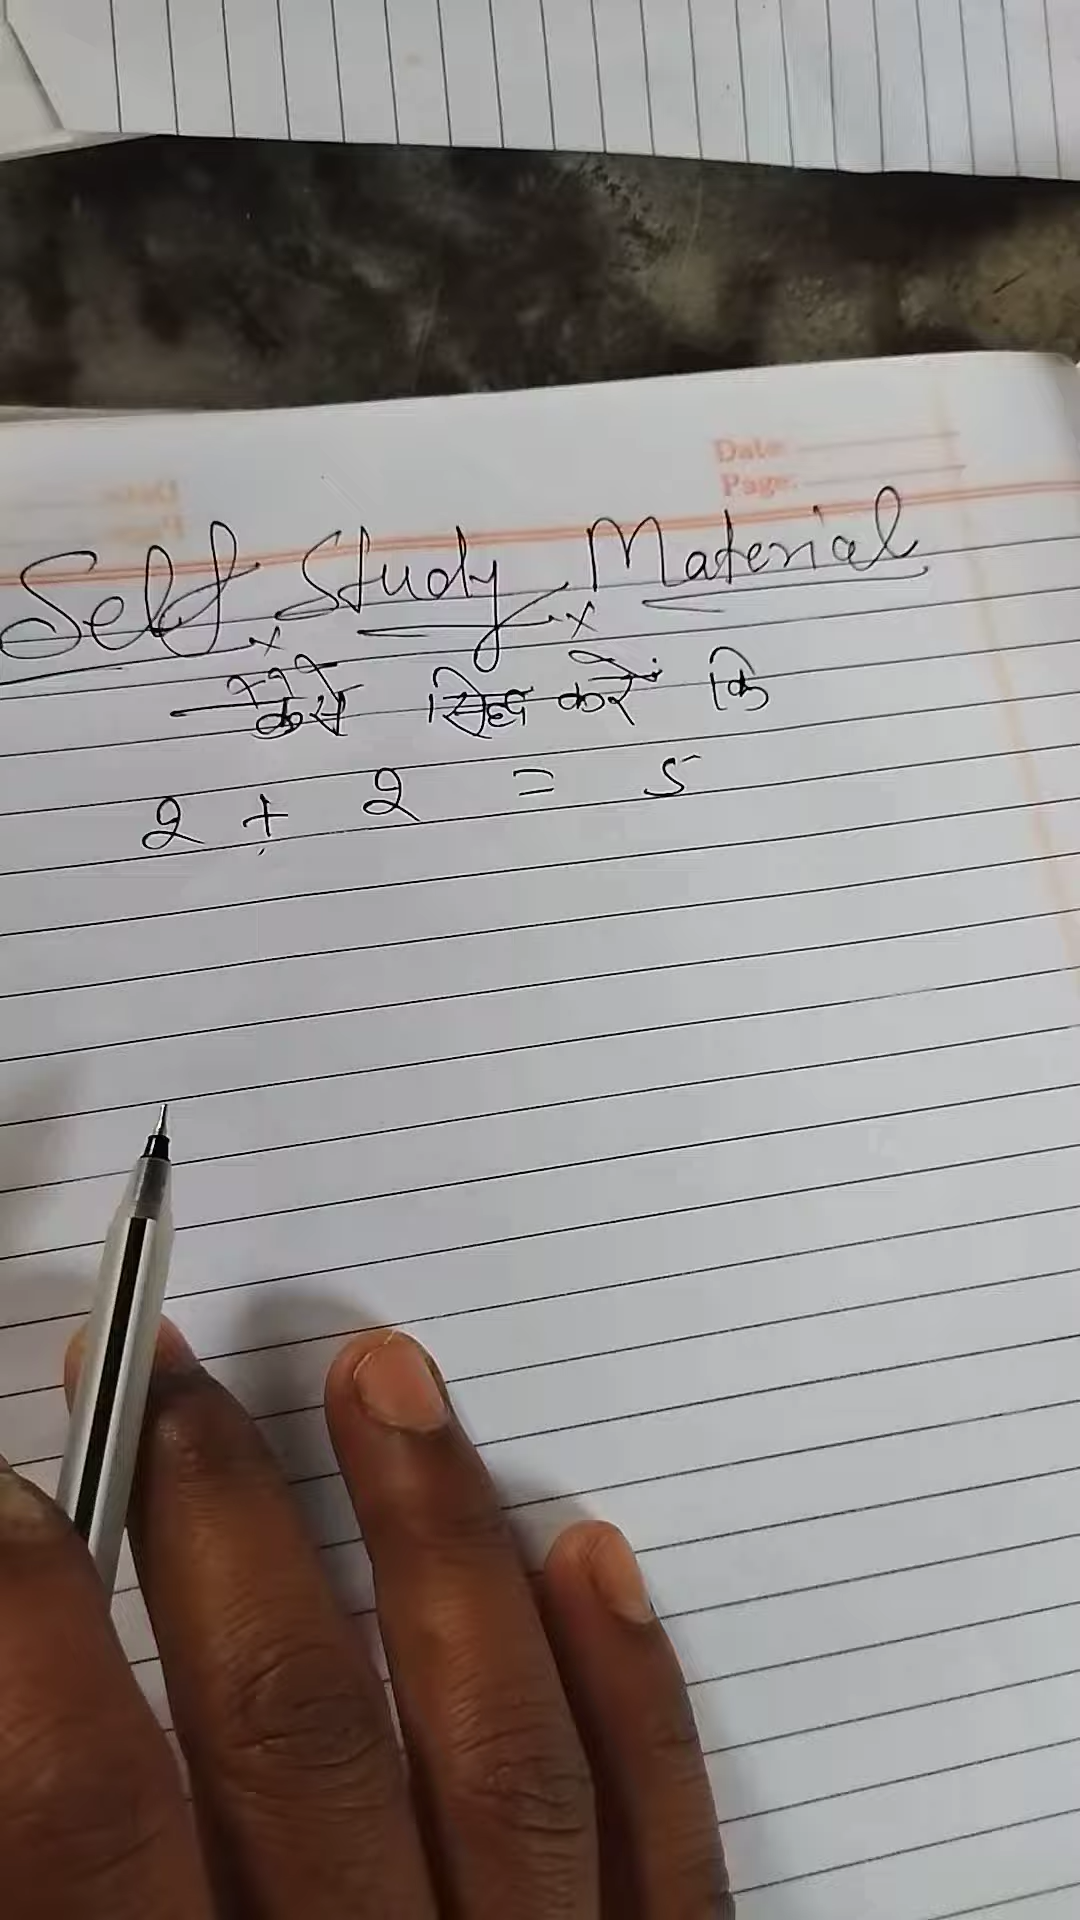 Date:
Page:
Self Study Material
कैसे सिद्ध करें कि
2 + 2 = 5